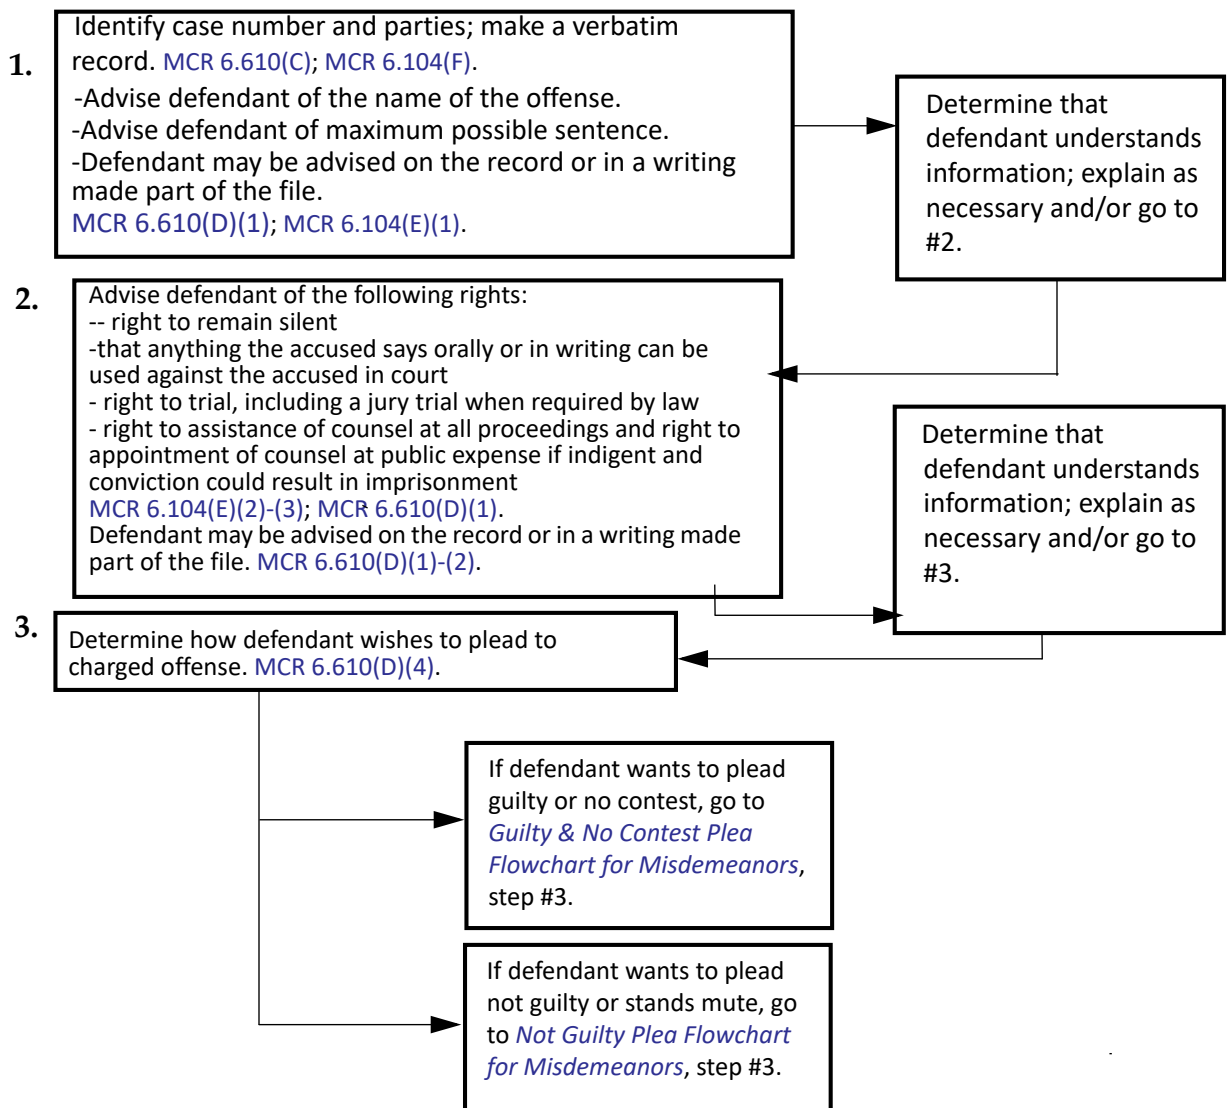 1.
Identify case number and parties; make a verbatim
record. MCR 6.610(C); MCR 6.104(F).
-Advise defendant of the name of the offense.
-Advise defendant of maximum possible sentence.
-Defendant may be advised on the record or in a writing
made part of the file.
MCR 6.610(D)(1); MCR 6.104(E)(1).
Determine that
defendant understands
information; explain as
necessary and/or go to
#2.
2.
Advise defendant of the following rights:
-- right to remain silent
-that anything the accused says orally or in writing can be
used against the accused in court
- right to trial, including a jury trial when required by law
- right to assistance of counsel at all proceedings and right to
appointment of counsel at public expense if indigent and
conviction could result in imprisonment
MCR 6.104(E)(2)-(3); MCR 6.610(D)(1).
Defendant may be advised on the record or in a writing made
part of the file. MCR 6.610(D)(1)-(2).
Determine that
defendant understands
information; explain as
necessary and/or go to
#3.
3.
Determine how defendant wishes to plead to
charged offense. MCR 6.610(D)(4).
If defendant wants to plead
guilty or no contest, go to
Guilty & No Contest Plea
Flowchart for Misdemeanors,
step #3.
If defendant wants to plead
not guilty or stands mute, go
to Not Guilty Plea Flowchart
for Misdemeanors, step #3.